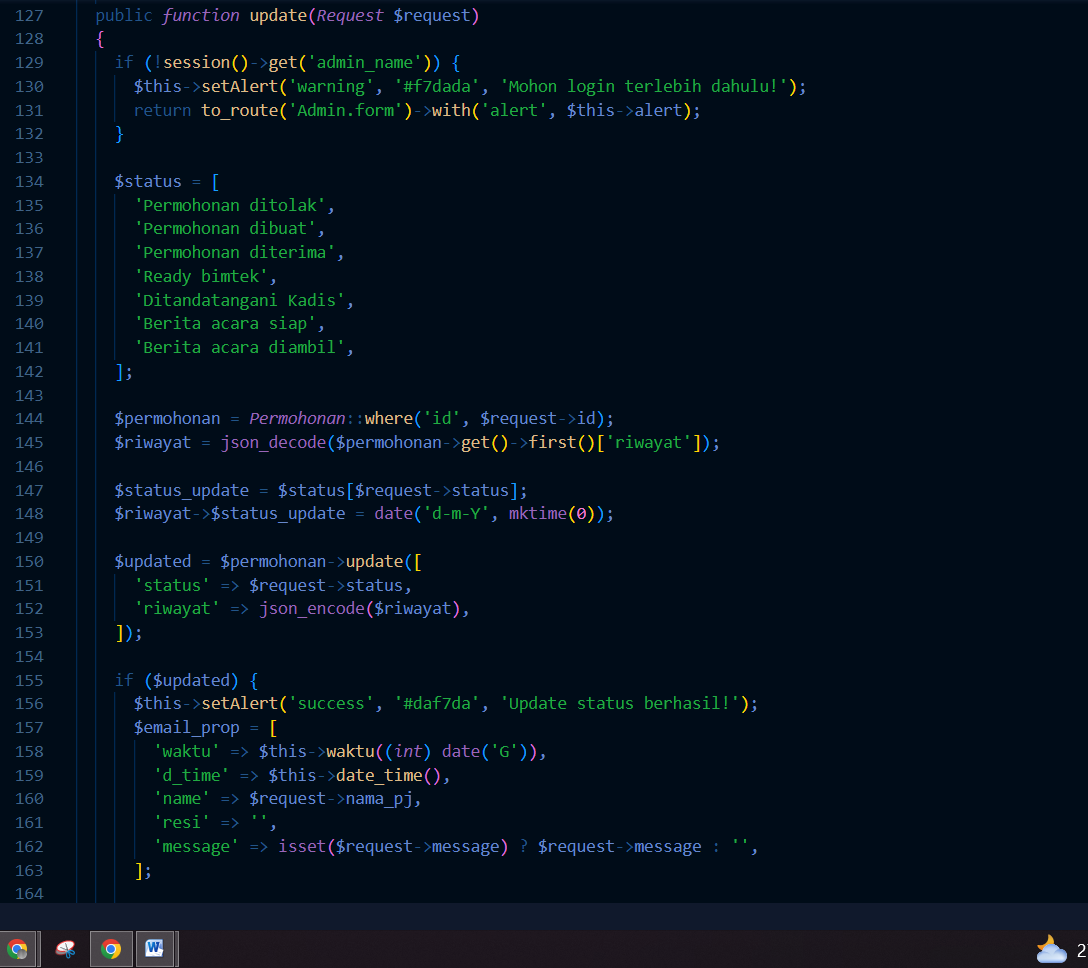 127 public function update(Request $request)
128 {
129 if (!session()->get('admin_name')) {
130 $this->setAlert('warning', '#f7dada', 'Mohon login terlebih dahulu!');
131 return to_route('Admin.form')->with('alert', $this->alert);
132 }
133
134 $status = [
135 'Permohonan ditolak',
136 'Permohonan dibuat',
137 'Permohonan diterima',
138 'Ready bimtek',
139 'Ditandatangani Kadis',
140 'Berita acara siap',
141 'Berita acara diambil',
142 ];
143
144 $permohonan = Permohonan::where('id', $request->id);
145 $riwayat = json_decode($permohonan->get()->first()['riwayat']);
146
147 $status_update = $status[$request->status];
148 $riwayat->$status_update = date('d-m-Y', mktime(0));
149
150 $updated = $permohonan->update([
151 'status' => $request->status,
152 'riwayat' => json_encode($riwayat),
153 ]);
154
155 if ($updated) {
156 $this->setAlert('success', '#daf7da', 'Update status berhasil!');
157 $email_prop = [
158 'waktu' => $this->waktu((int) date('G')),
159 'd_time' => $this->date_time(),
160 'name' => $request->nama_pj,
161 'resi' => '',
162 'message' => isset($request->message) ? $request->message : '',
163 ];
164
W
2